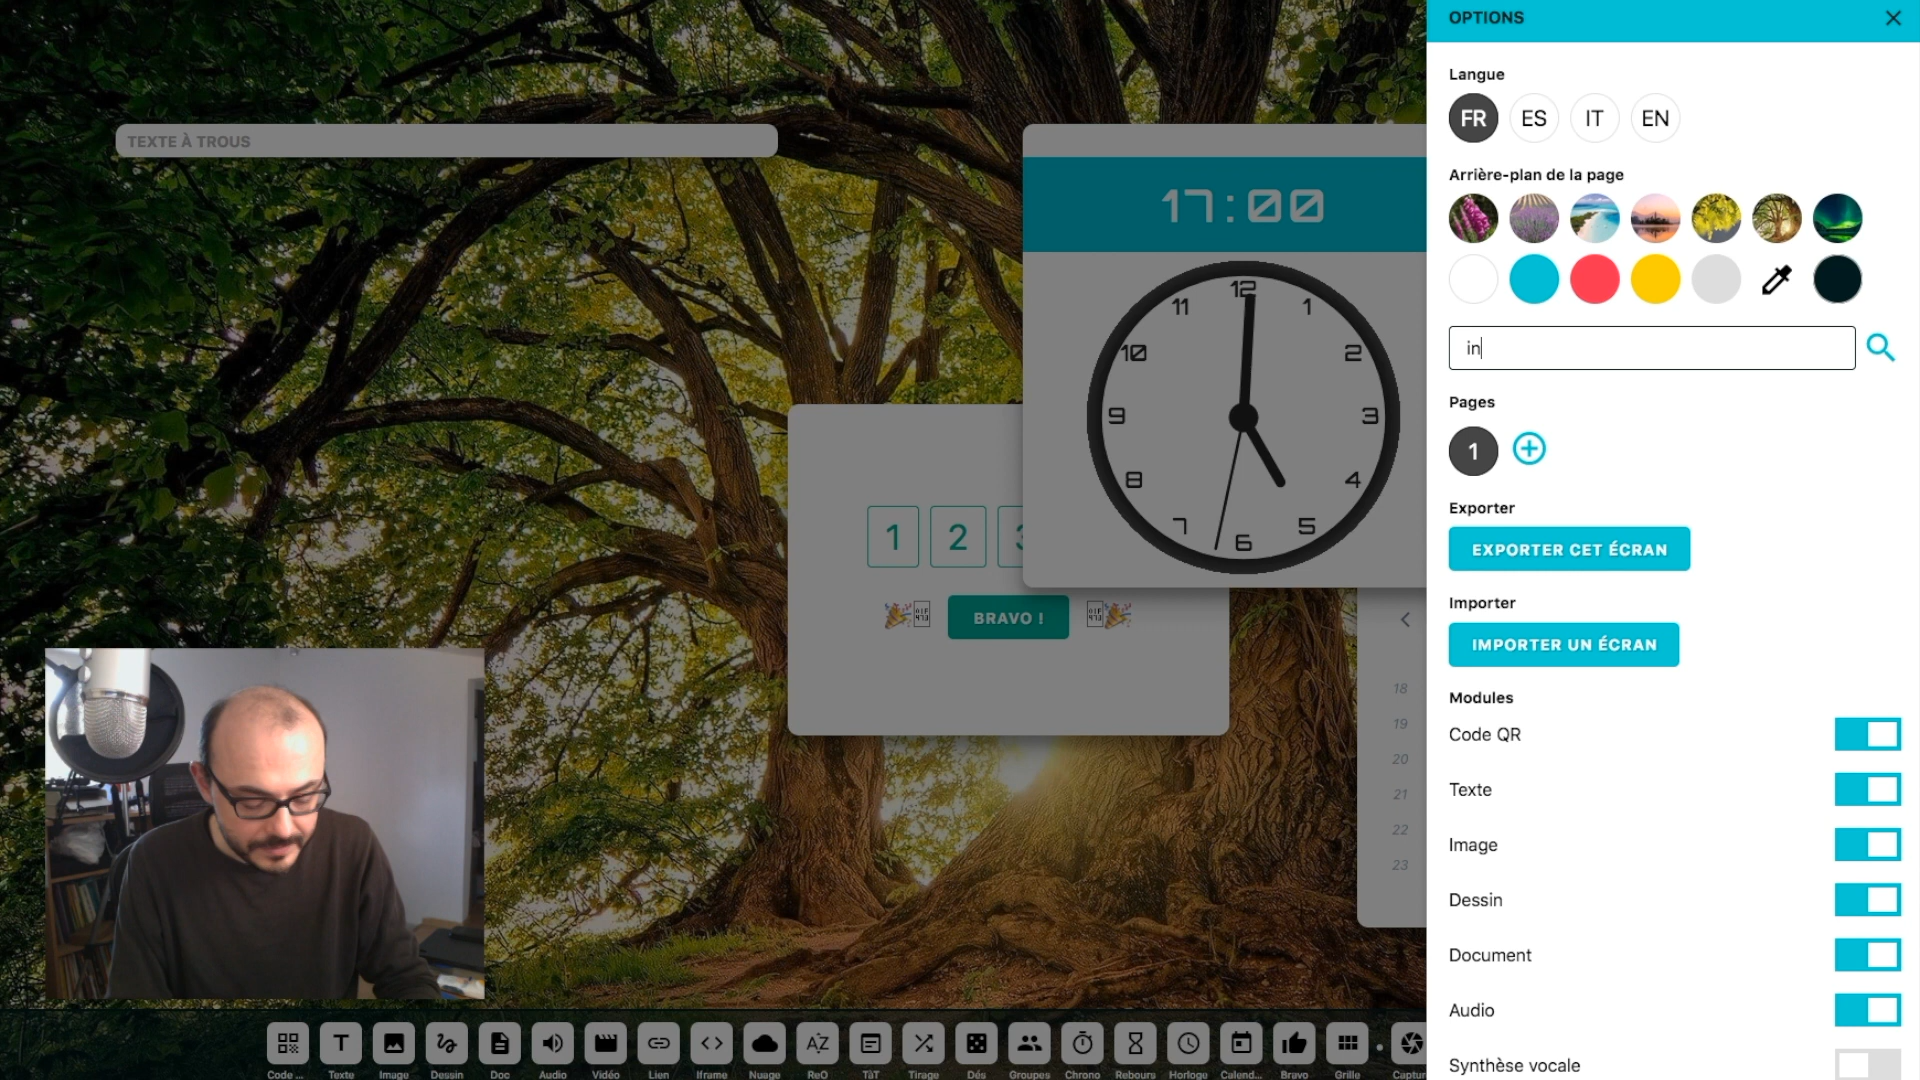 OPTIONS
Langue
FR ES IT EN
Arrière-plan de la page
in
Pages
1
Exporter
EXPORTER CET ÉCRAN
Importer
IMPORTER UN ÉCRAN
Modules
Code QR
Texte
Image
Dessin
Document
Audio
Synthèse vocale
TEXTE À TROUS
17:00
12
1
2
3
4
5
6
7
8
9
10
11
1 2 3
BRAVO !
18
19
20
21
22
23
Code ... Texte Image Dessin Doc Audio Vidéo Lien Iframe Nuage ReO TàT Tirage Dés Groupes Chrono Rebours Horloge Calend... Bravo Grille Captur